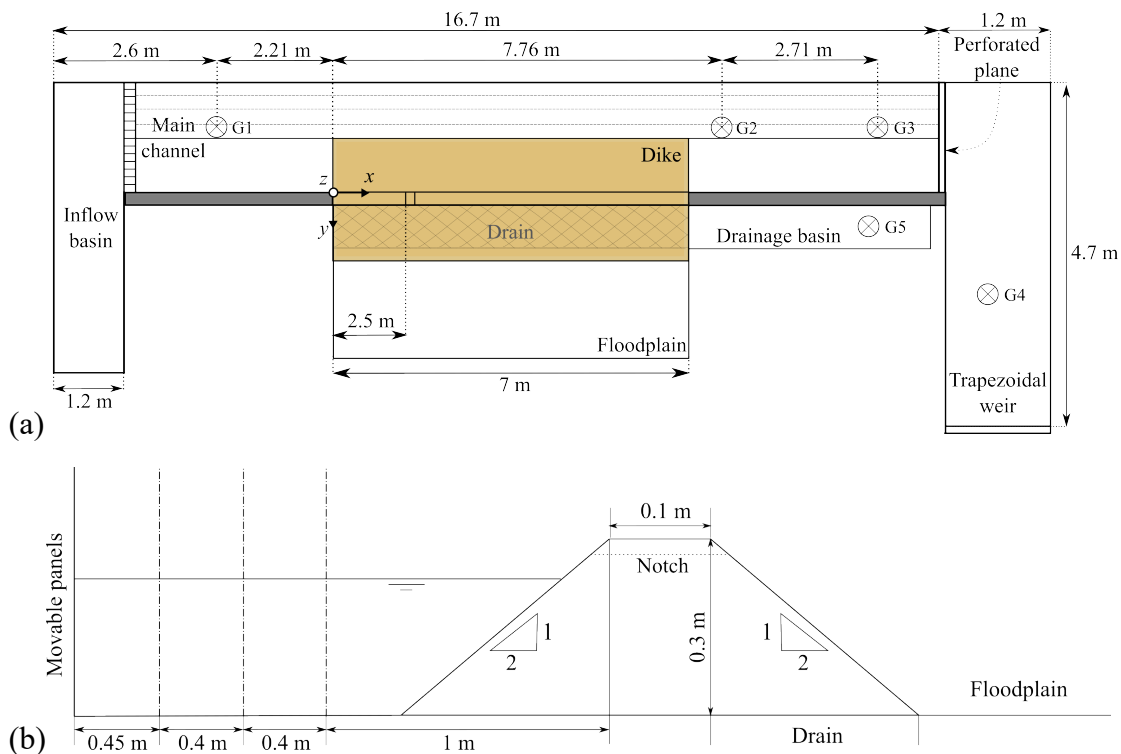 16.7 m
1.2 m
2.6 m
2.21 m
7.76 m
2.71 m
Perforated
plane
Main
channel
G1
G2
G3
Dike
z
x
y
Inflow
basin
Drain
Drainage basin
G5
4.7 m
G4
2.5 m
Floodplain
7 m
1.2 m
Trapezoidal
weir
(a)
0.1 m
Notch
Movable panels
1
2
0.3 m
1
2
Floodplain
(b)
0.45 m
0.4 m
0.4 m
1 m
Drain